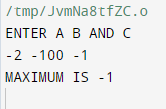 /tmp/JvmNa8tfZC.o
ENTER A B AND C
-2 -100 -1
MAXIMUM IS -1